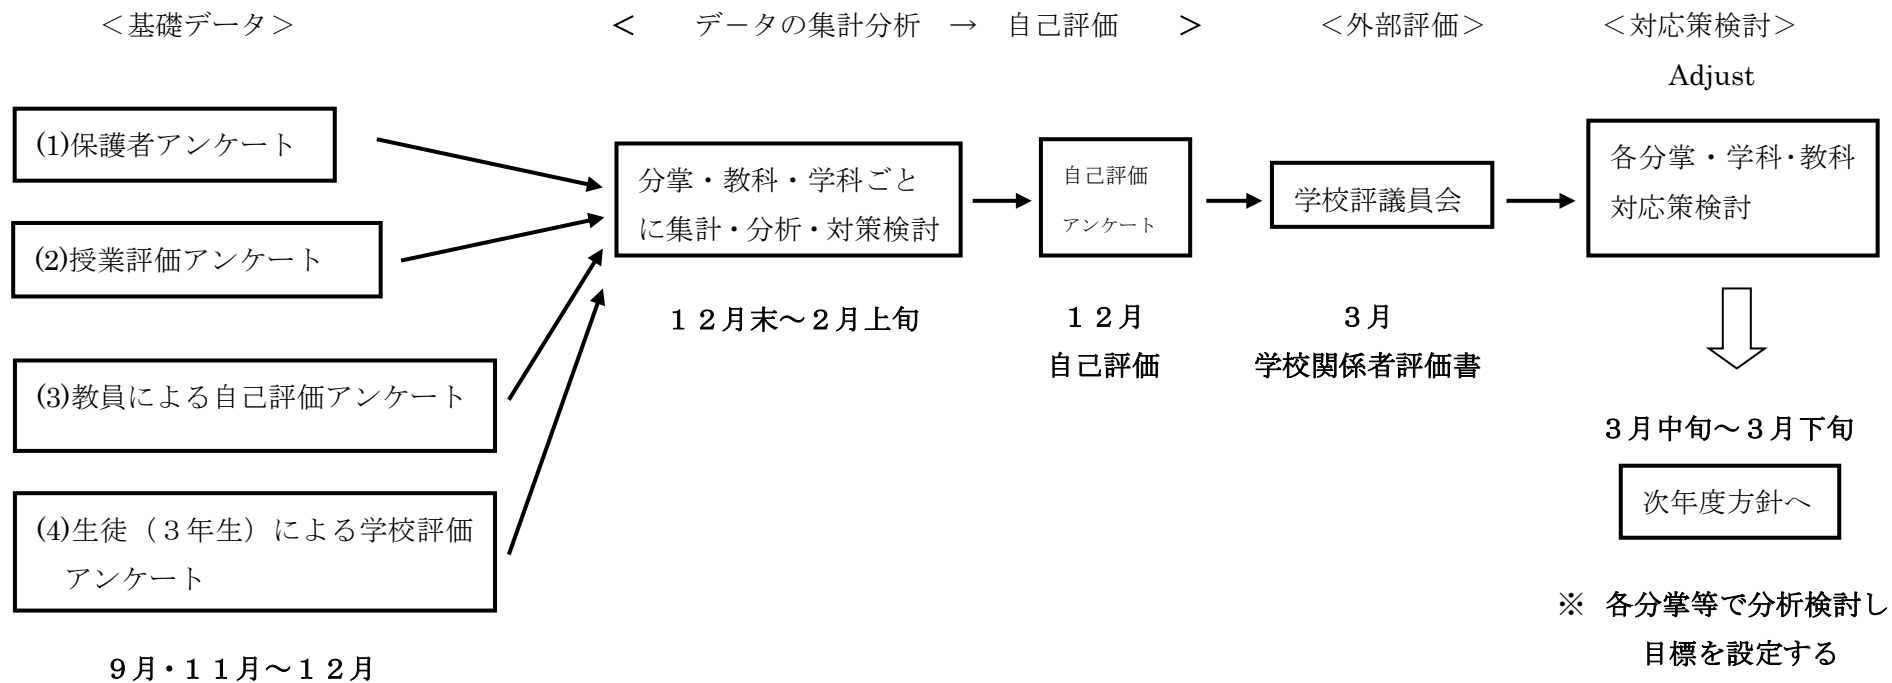 ＜基礎データ＞
＜　データの集計分析　→　自己評価　＞
＜外部評価＞
＜対応策検討＞
Adjust
(1)保護者アンケート
(2)授業評価アンケート
(3)教員による自己評価アンケート
(4)生徒（３年生）による学校評価
アンケート
９月・１１月～１２月
分掌・教科・学科ごと
に集計・分析・対策検討
１２月末～２月上旬
自己評価
アンケート
１２月
自己評価
学校評議員会
３月
学校関係者評価書
各分掌・学科・教科
対応策検討
３月中旬～３月下旬
次年度方針へ
※　各分掌等で分析検討し
目標を設定する